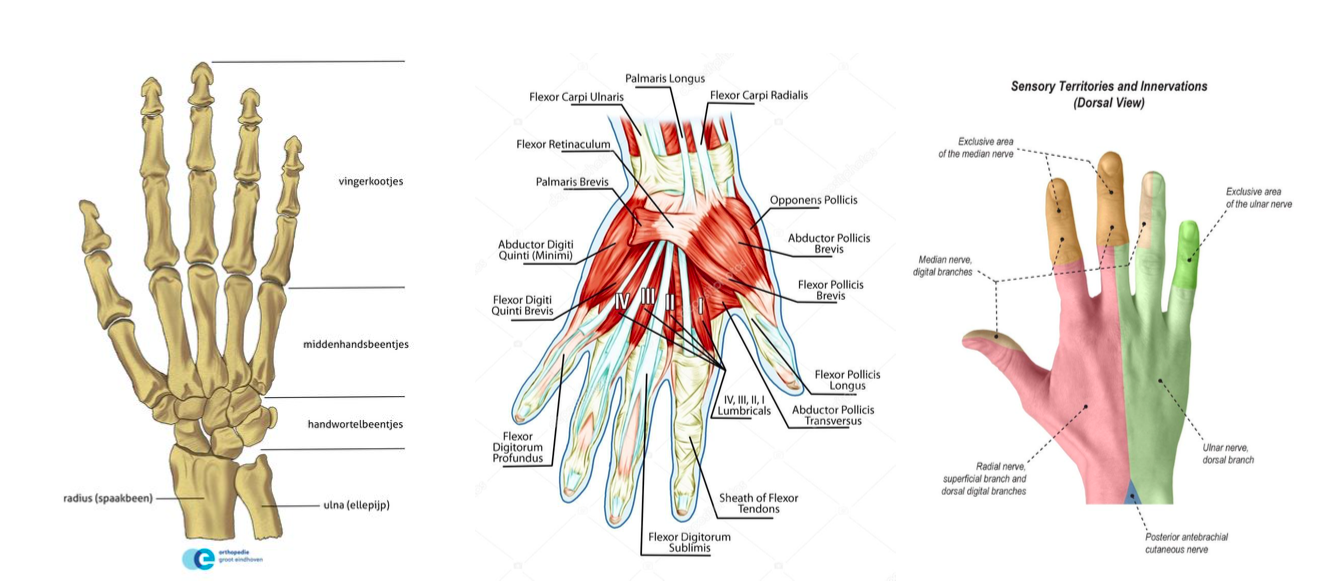 vingerkootjes
middenhandsbeentjes
handwortelbeentjes
radius (spaakbeen)
ulna (ellepijp)
orthopedie
groot eindhoven
Palmaris Longus
Flexor Carpi Ulnaris
Flexor Carpi Radialis
Flexor Retinaculum
Palmaris Brevis
Opponens Pollicis
Abductor Digiti
Quinti (Minimi)
Abductor Pollicis
Brevis
Flexor Digiti
Quinti Brevis
Flexor Pollicis
Brevis
IV III II I
Flexor Pollicis
Longus
IV, III, II, I
Lumbricals
Abductor Pollicis
Transversus
Flexor
Digitorum
Profundus
Sheath of Flexor
Tendons
Flexor Digitorum
Sublimis
Sensory Territories and Innervations
(Dorsal View)
Exclusive area
of the median nerve
Exclusive area
of the ulnar nerve
Median nerve,
digital branches
Radial nerve,
superficial branch and
dorsal digital branches
Ulnar nerve,
dorsal branch
Posterior antebrachial
cutaneous nerve